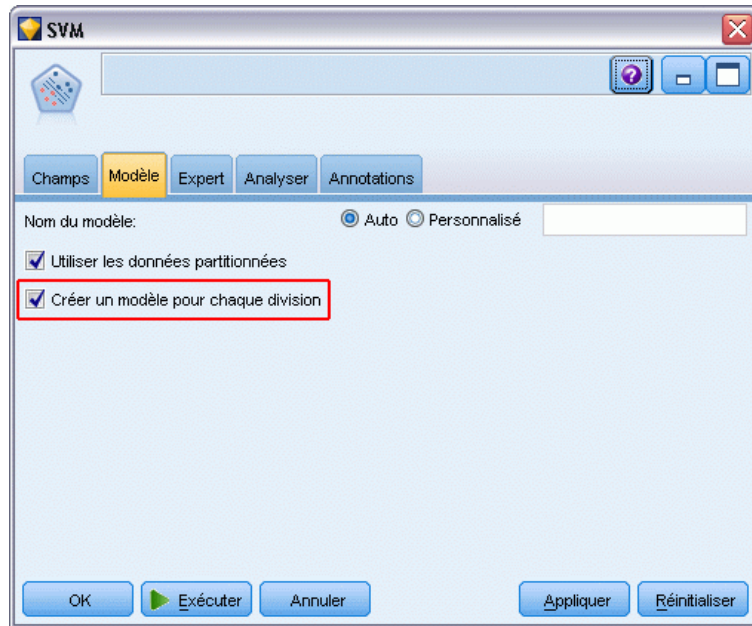 SVM
Champs Modèle Expert Analyser Annotations
Nom du modèle: Auto Personnalisé
Utiliser les données partitionnées
Créer un modèle pour chaque division
OK Exécuter Annuler Appliquer Réinitialiser